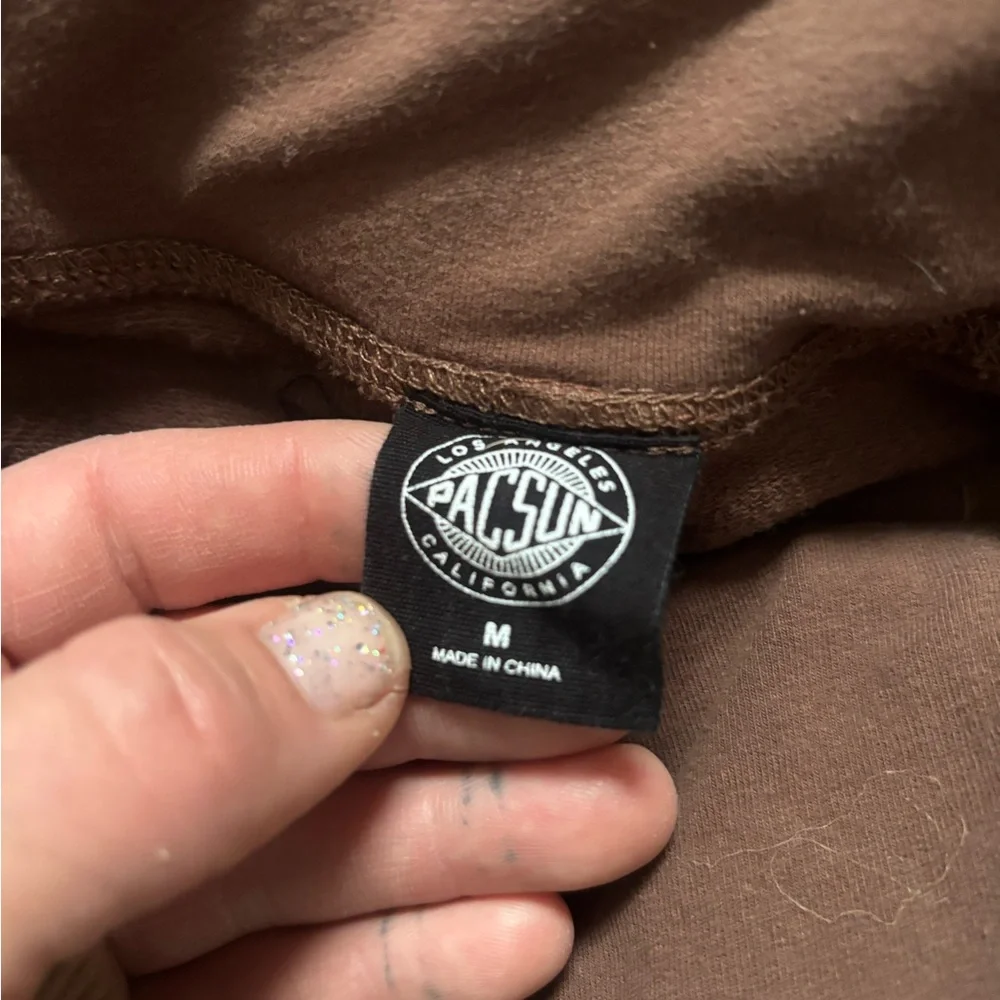 LOS ANGELES
PACSUN
CALIFORNIA
M
MADE IN CHINA